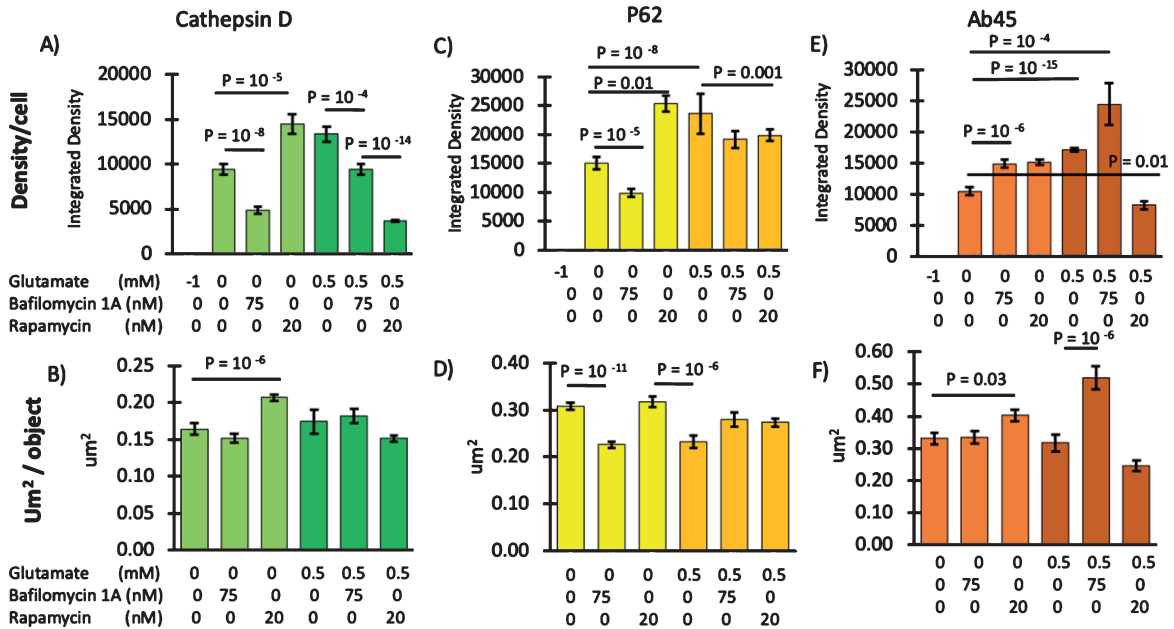 Cathepsin D
P62
Ab45
Density/cell
A)
Integrated Density
20000
15000
10000
5000
0
P = 10 -5
P = 10 -8
P = 10 -4
P = 10 -14
C)
Integrated Density
30000
25000
20000
15000
10000
5000
0
P = 10 -8
P = 0.01
P = 0.001
P = 10 -5
E)
Integrated Density
30000
25000
20000
15000
10000
5000
0
P = 10 -4
P = 10 -15
P = 10 -6
P = 0.01
Glutamate (mM) -1 0 0 0 0.5 0.5 0.5
Bafilomycin 1A (nM) 0 0 75 0 0 75 0
Rapamycin (nM) 0 0 0 20 0 0 20
-1 0 0 0 0.5 0.5 0.5
0 0 75 0 0 75 0
0 0 0 20 0 0 20
-1 0 0 0 0.5 0.5 0.5
0 0 75 0 0 75 0
0 0 0 20 0 0 20
Um2 / object
B)
um2
0.25
0.20
0.15
0.10
0.05
0.00
P = 10 -6
D)
um2
0.40
0.30
0.20
0.10
0.00
P = 10 -11
P = 10 -6
F)
um2
0.60
0.50
0.40
0.30
0.20
0.10
0.00
P = 0.03
P = 10 -6
Glutamate (mM) 0 0 0 0.5 0.5 0.5
Bafilomycin 1A (nM) 0 75 0 0 75 0
Rapamycin (nM) 0 0 20 0 0 20
0 0 0 0.5 0.5 0.5
0 75 0 0 75 0
0 0 20 0 0 20
0 0 0 0.5 0.5 0.5
0 75 0 0 75 0
0 0 20 0 0 20